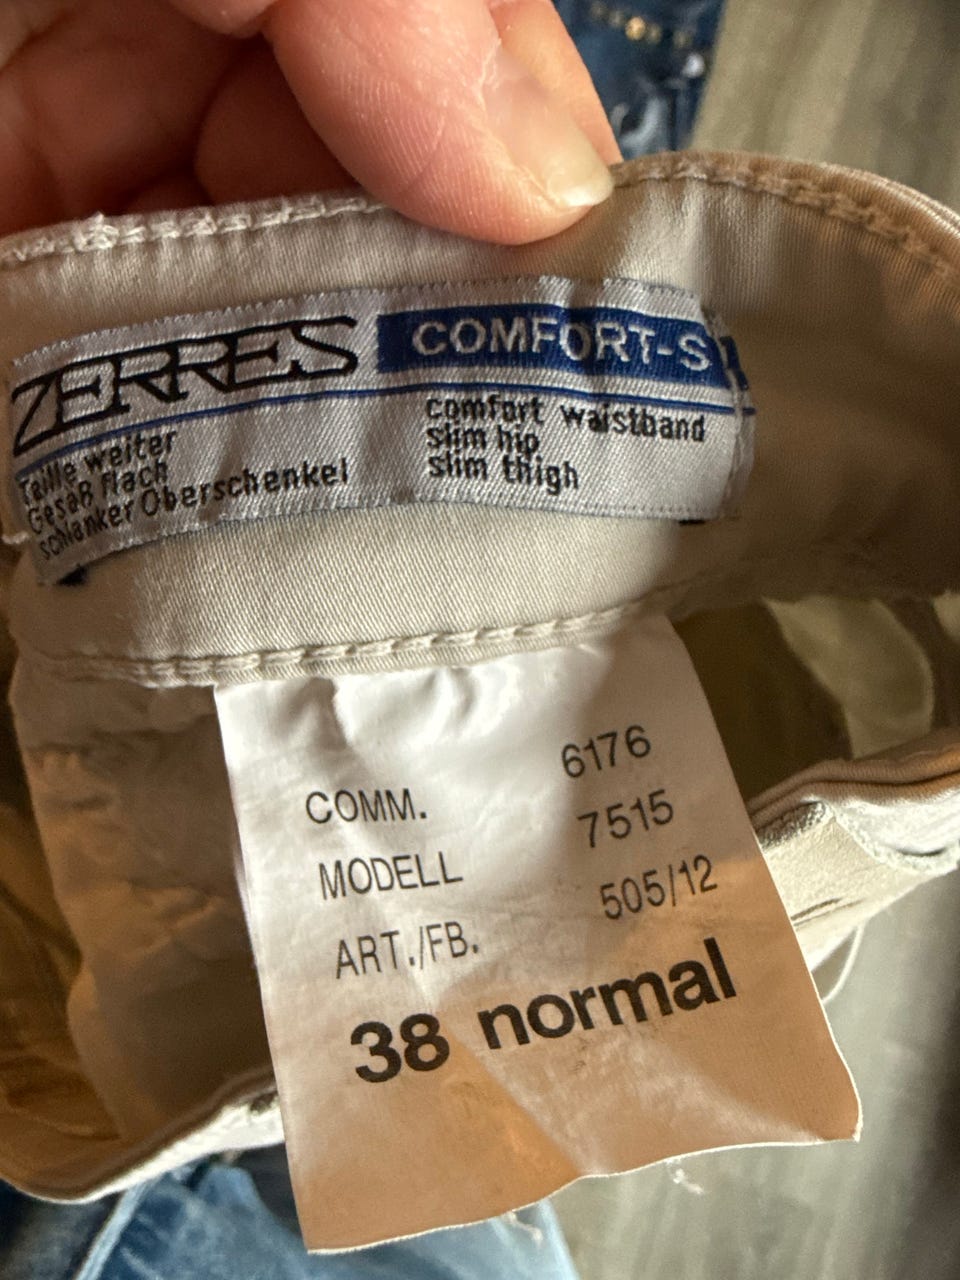 ZERRES COMFORT-S
Taille weiter
Gesäß flach
schlanker Oberschenkel
comfort waistband
slim hip
slim thigh
COMM. 6176
MODELL 7515
ART./FB. 505/12
38 normal